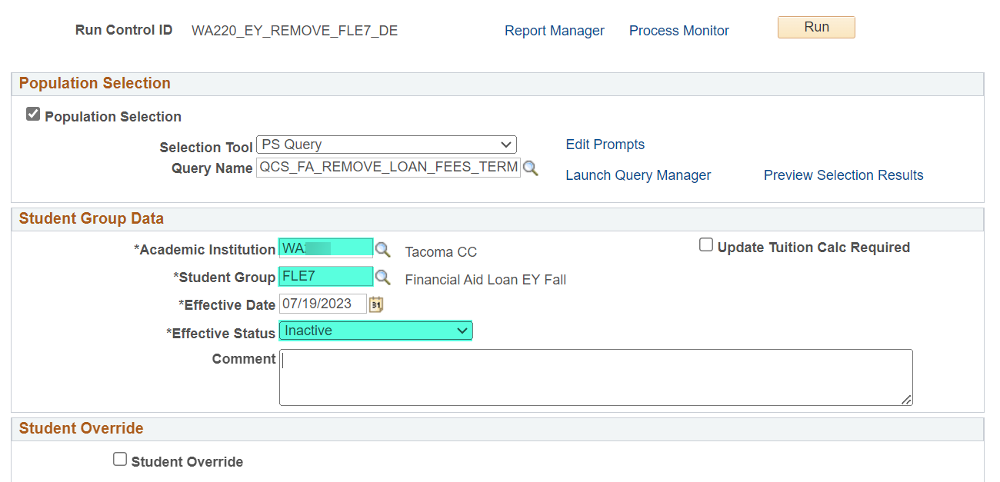 Run Control ID WA220_EY_REMOVE_FLE7_DE Report Manager Process Monitor Run
Population Selection
Population Selection
Selection Tool PS Query Edit Prompts
Query Name QCS_FA_REMOVE_LOAN_FEES_TERM Launch Query Manager Preview Selection Results
Student Group Data
*Academic Institution Tacoma CC Update Tuition Calc Required
*Student Group FLE7 Financial Aid Loan EY Fall
*Effective Date 07/19/2023 31
*Effective Status Inactive
Comment
Student Override
Student Override